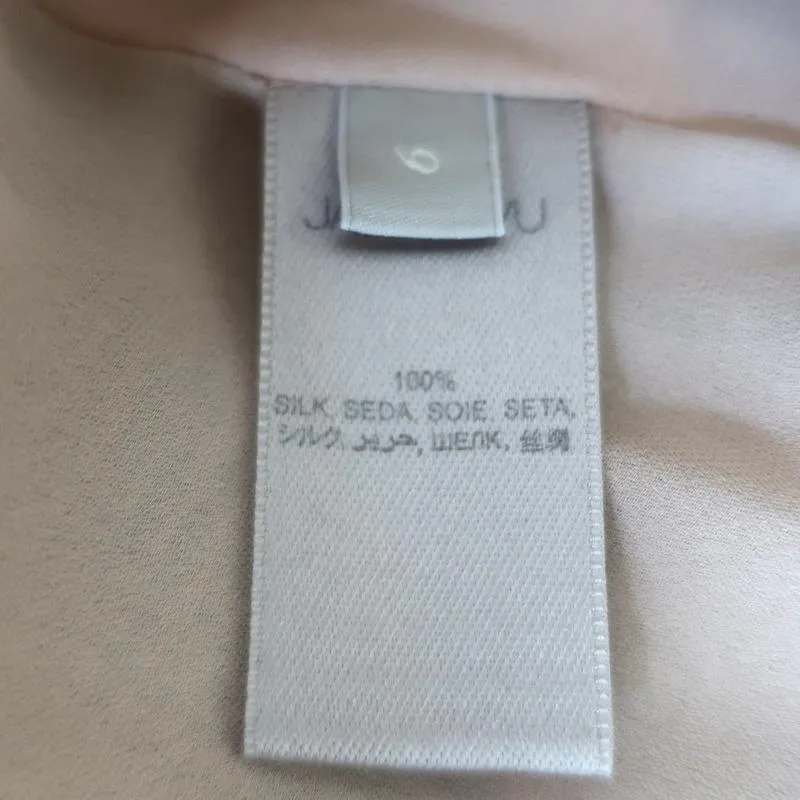 6
100%
SILK, SEDA, SOIE, SETA,
シルク, حرير, ШЕЛК, 丝绸